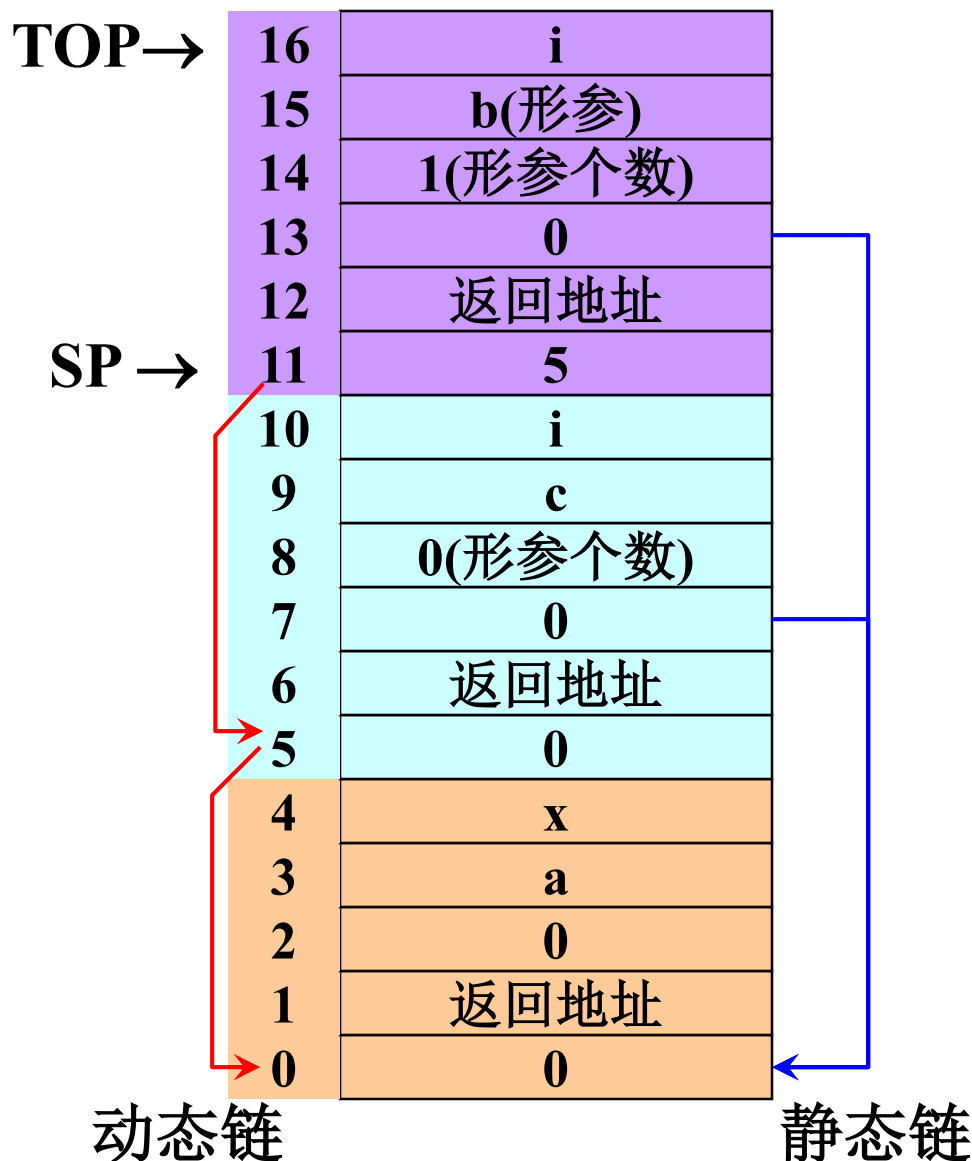 TOP→ 16 i
15 b(形参)
14 1(形参个数)
13 0
12 返回地址
SP→ 11 5
10 i
9 c
8 0(形参个数)
7 0
6 返回地址
5 0
4 x
3 a
2 0
1 返回地址
0 0
动态链 静态链